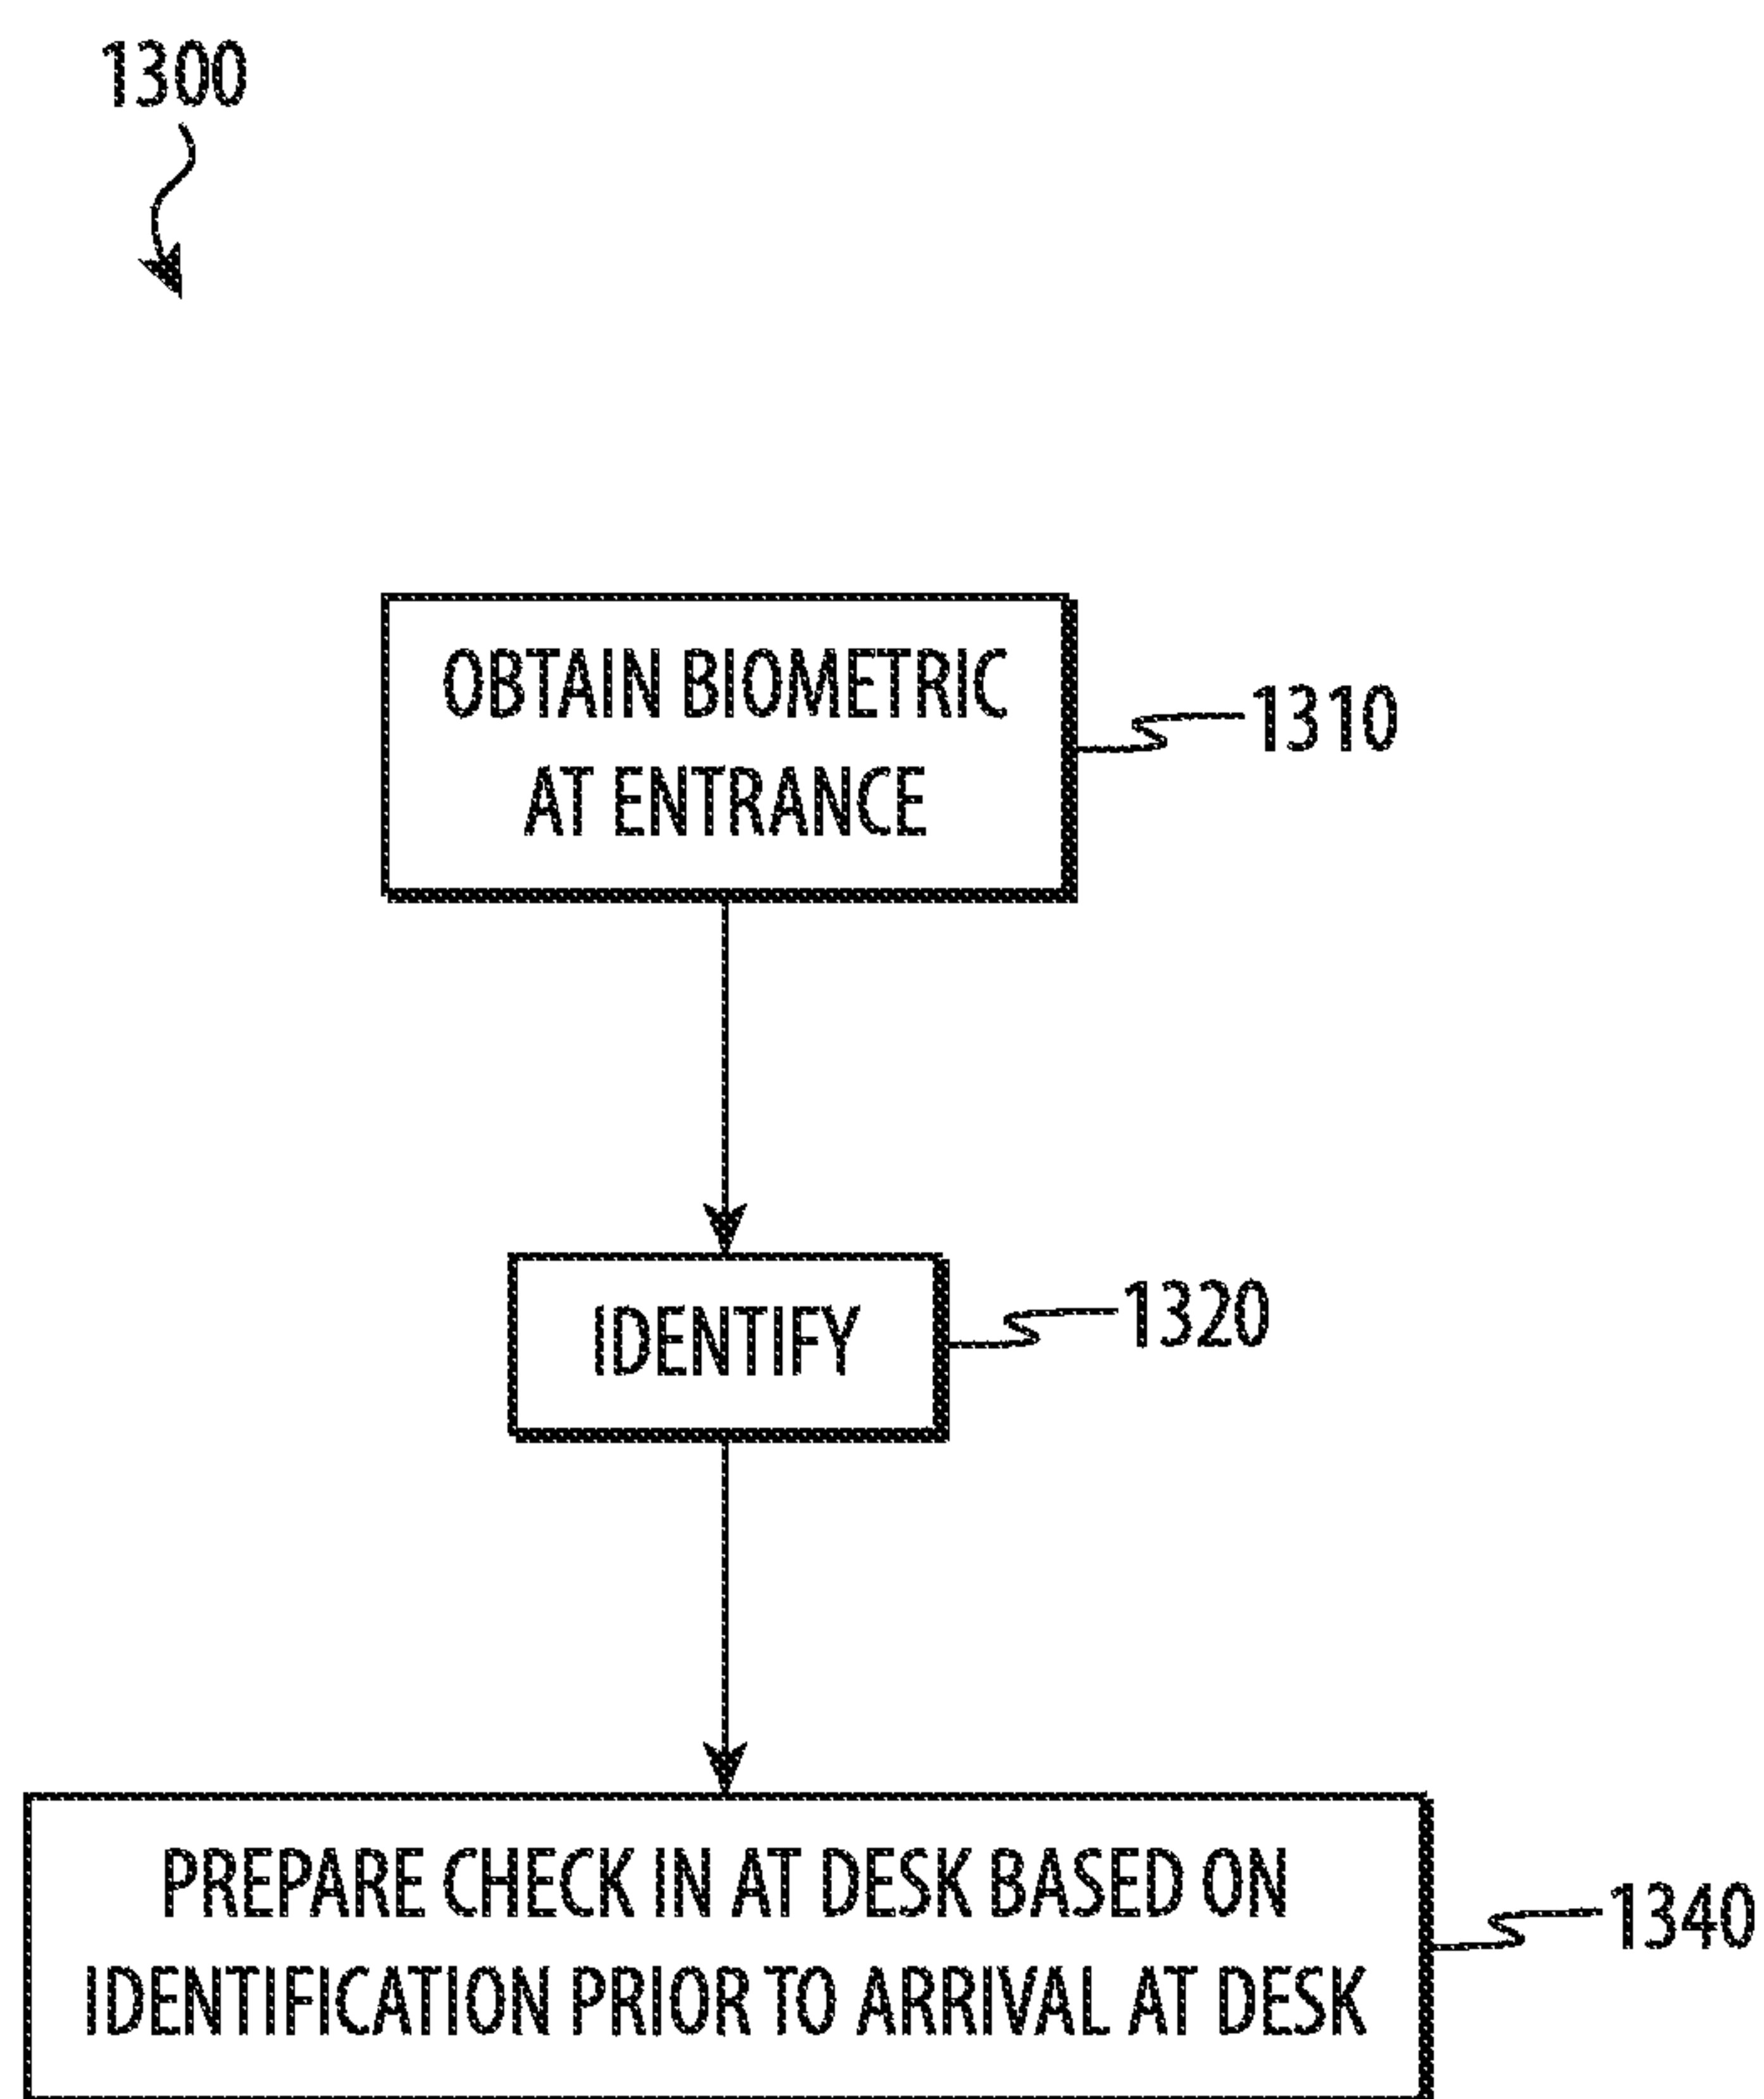 1300
OBTAIN BIOMETRIC
AT ENTRANCE
1310
IDENTIFY
1320
PREPARE CHECK IN AT DESK BASED ON
IDENTIFICATION PRIOR TO ARRIVAL AT DESK
1340